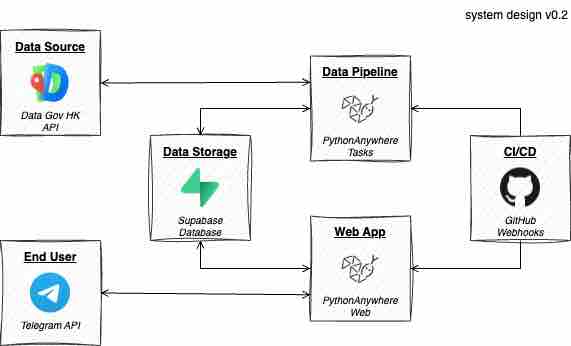 system design v0.2
Data Source
Data Gov HK
API
Data Pipeline
PythonAnywhere
Tasks
Data Storage
Supabase
Database
CI/CD
GitHub
Webhooks
End User
Telegram API
Web App
PythonAnywhere
Web